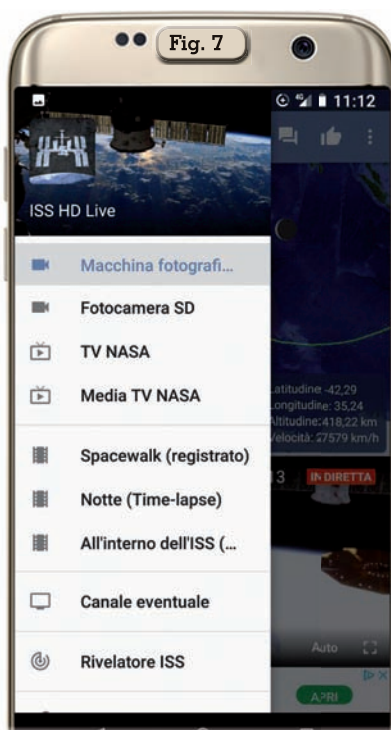 Fig. 7
4G 11:12
ISS HD Live
Macchina fotografi...
Fotocamera SD
TV NASA
Media TV NASA
Latitudine -42,29
Longitudine: 35,24
Altitudine: 418,22 km
Velocità: 27579 km/h
Spacewalk (registrato)
13 IN DIRETTA
Notte (Time-lapse)
All'interno dell'ISS (...
Canale eventuale
Auto
Rivelatore ISS
APRI